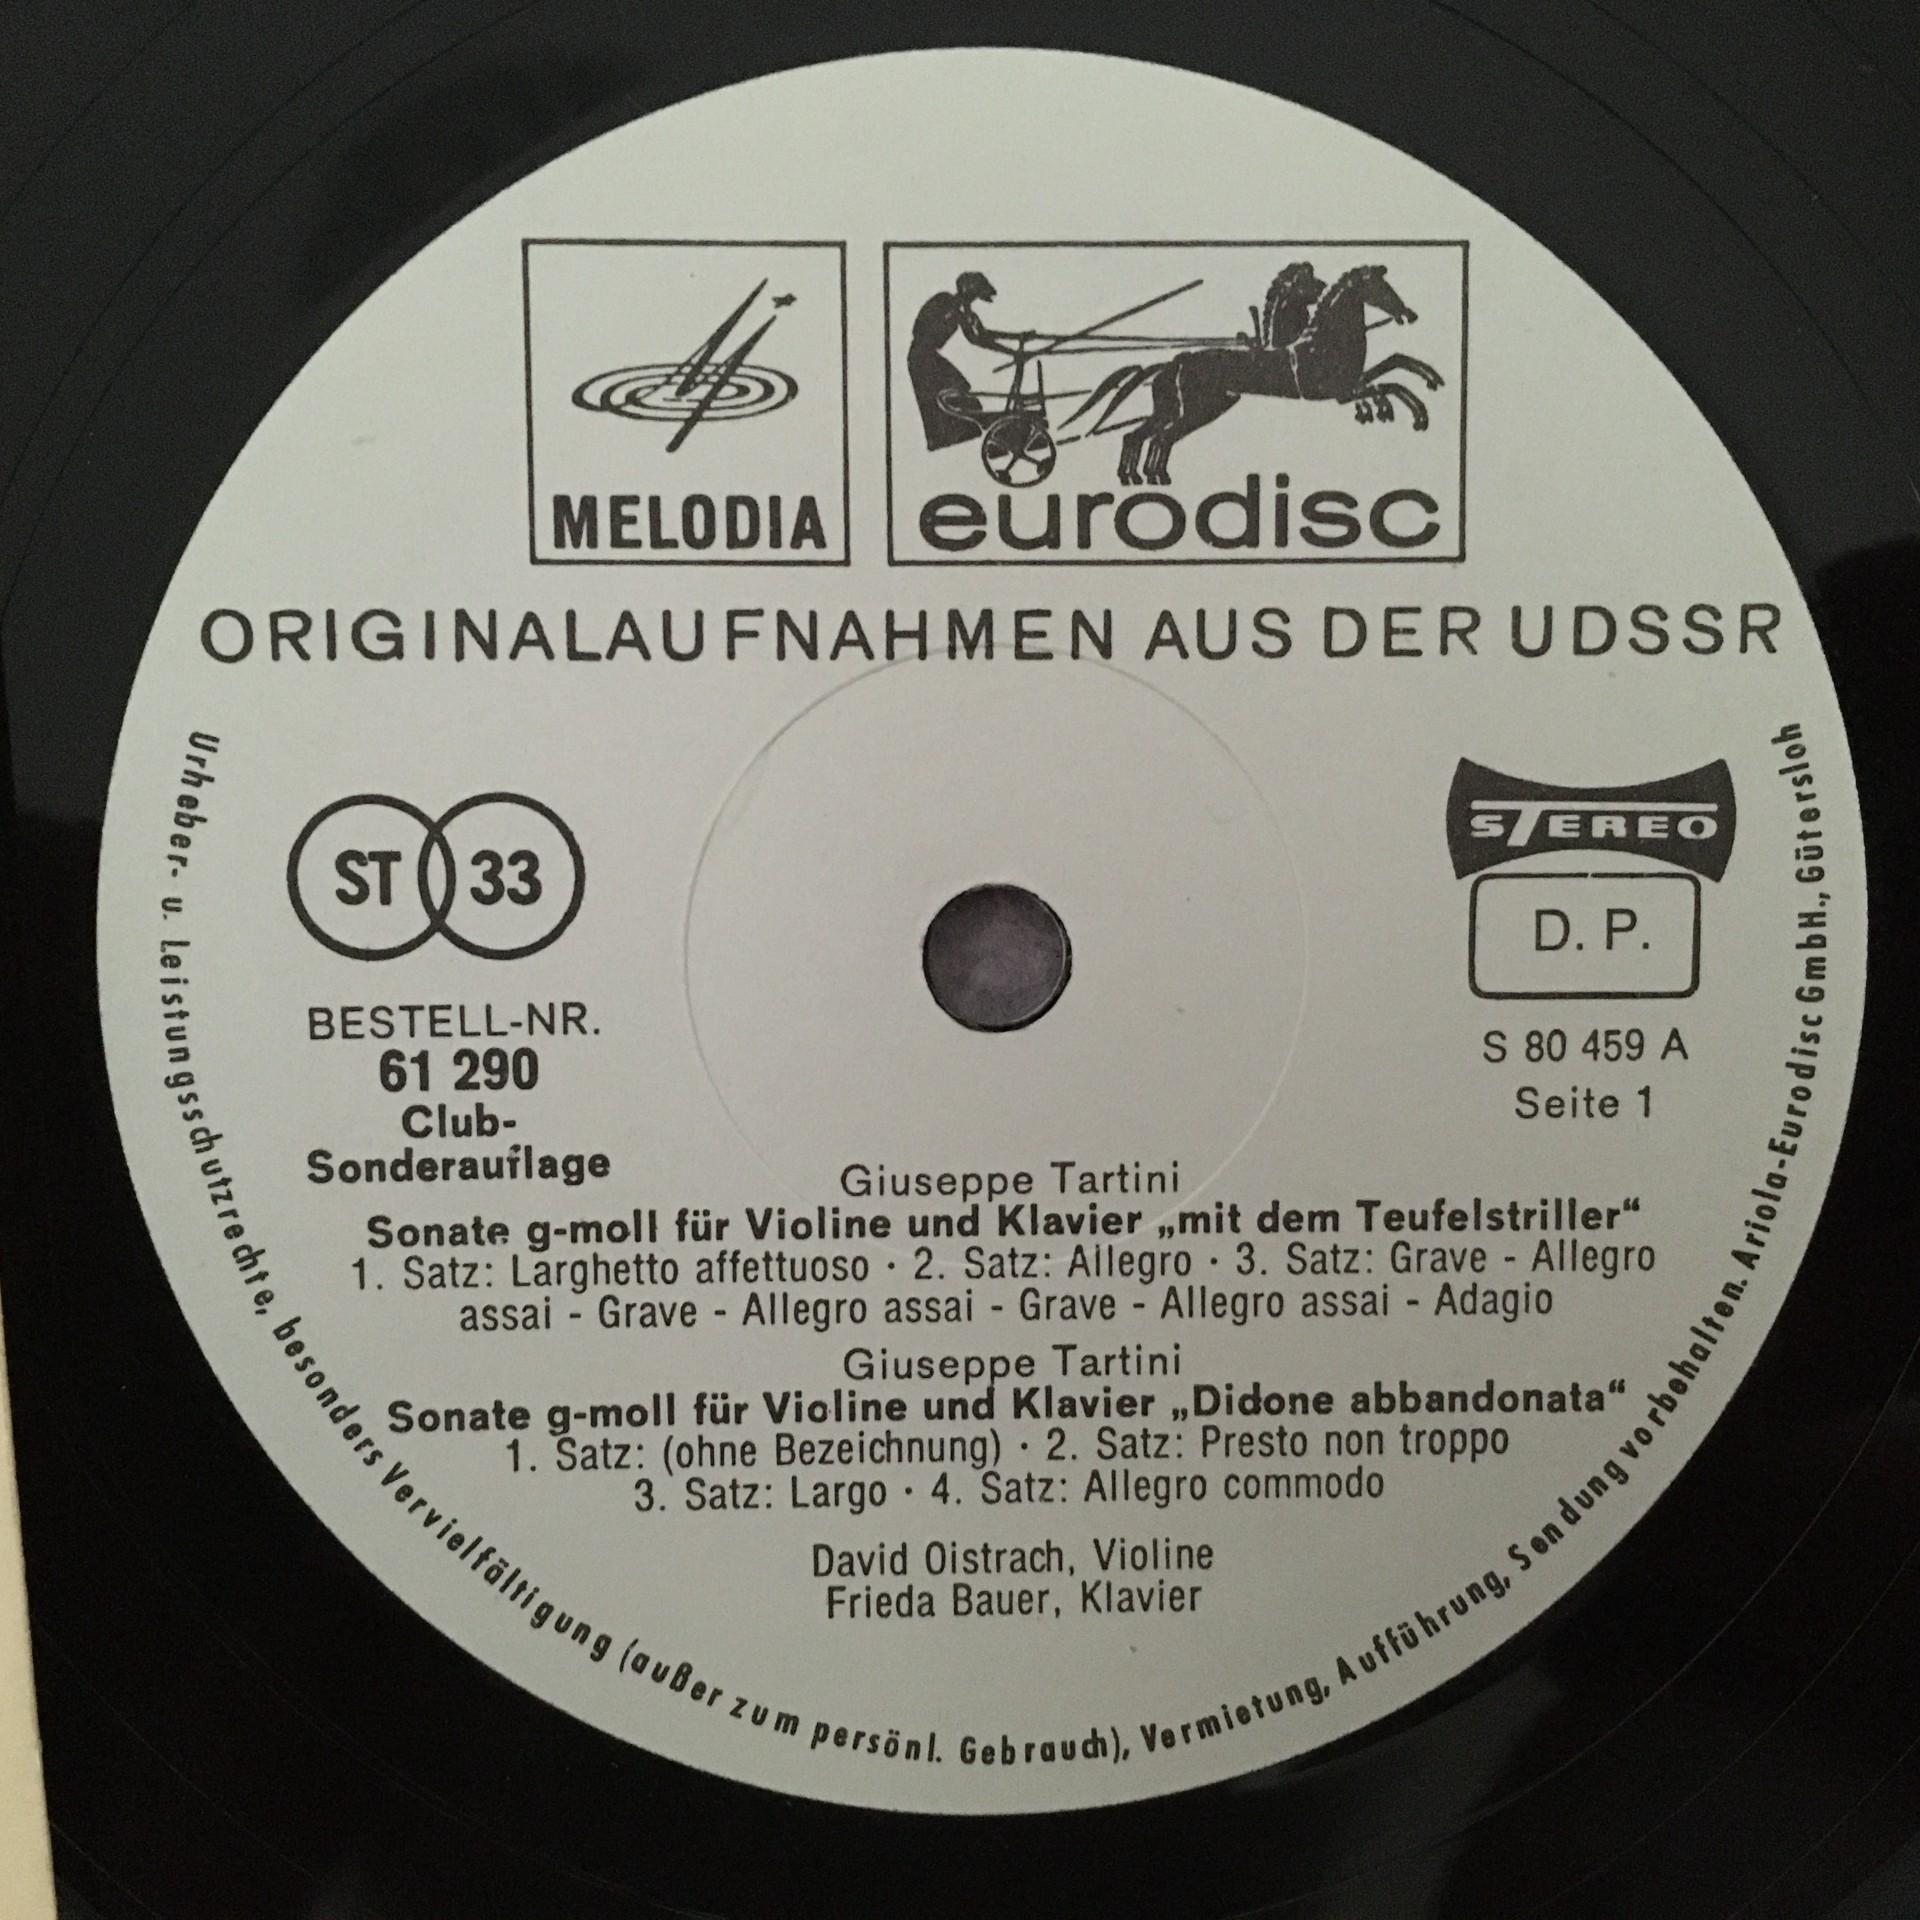 MELODIA
eurodisc
ORIGINALAUFNAHMEN AUS DER UDSSR
ST 33
BESTELL-NR.
61 290
Club-
Sonderauflage
STEREO
D. P.
S 80 459 A
Seite 1
Giuseppe Tartini
Sonate g-moll für Violine und Klavier „mit dem Teufelstriller“
1. Satz: Larghetto affettuoso · 2. Satz: Allegro · 3. Satz: Grave - Allegro
assai - Grave - Allegro assai - Grave - Allegro assai - Adagio
Giuseppe Tartini
Sonate g-moll für Violine und Klavier „Didone abbandonata“
1. Satz: (ohne Bezeichnung) · 2. Satz: Presto non troppo
3. Satz: Largo · 4. Satz: Allegro commodo
David Oistrach, Violine
Frieda Bauer, Klavier
Urheber- u. Leistungsschutzrechte, besonders Vervielfältigung (außer zum persönl. Gebrauch), Vermietung, Aufführung, Sendung vorbehalten. Ariola-Eurodisc GmbH., Gütersloh